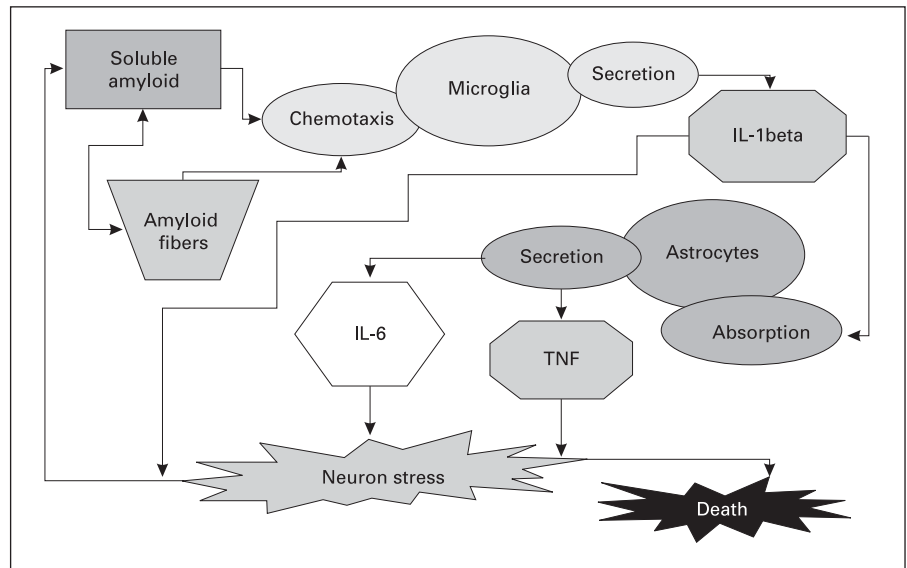 Soluble
amyloid
Chemotaxis
Microglia
Secretion
IL-1beta
Amyloid
fibers
Secretion
Astrocytes
Absorption
IL-6
TNF
Neuron stress
Death